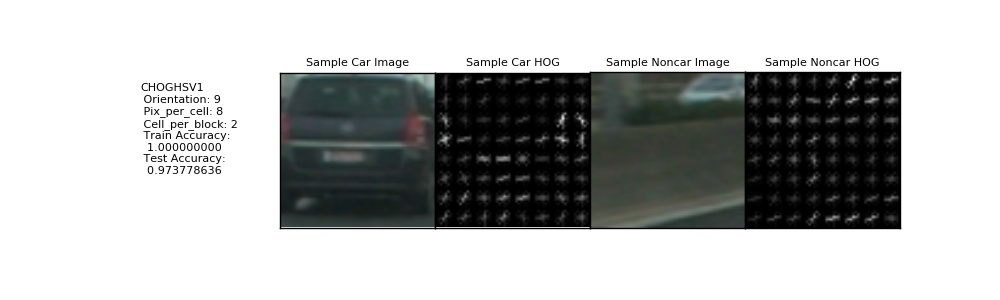 Sample Car Image
Sample Car HOG
Sample Noncar Image
Sample Noncar HOG
CHOGHSV1
Orientation: 9
Pix_per_cell: 8
Cell_per_block: 2
Train Accuracy:
1.000000000
Test Accuracy:
0.973778636